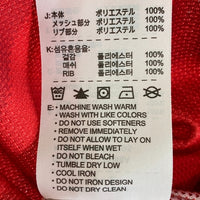 J:本体 ポリエステル 100%
メッシュ部分 ポリエステル 100%
リブ部分 ポリエステル 100%
K:섬유혼용율:
겉감 폴리에스터 100%
매쉬 폴리에스터 100%
RIB 폴리에스터 100%
E: • MACHINE WASH WARM
• WASH WITH LIKE COLORS
• DO NOT USE SOFTENERS
• REMOVE PROMPTLY
• DO NOT ALLOW TO LAY ON
ITSELF WHEN WET
• DO NOT BLEACH
• TUMBLE DRY LOW
• COOL IRON
• DO NOT IRON DESIGN
• DO NOT DRY CLEAN